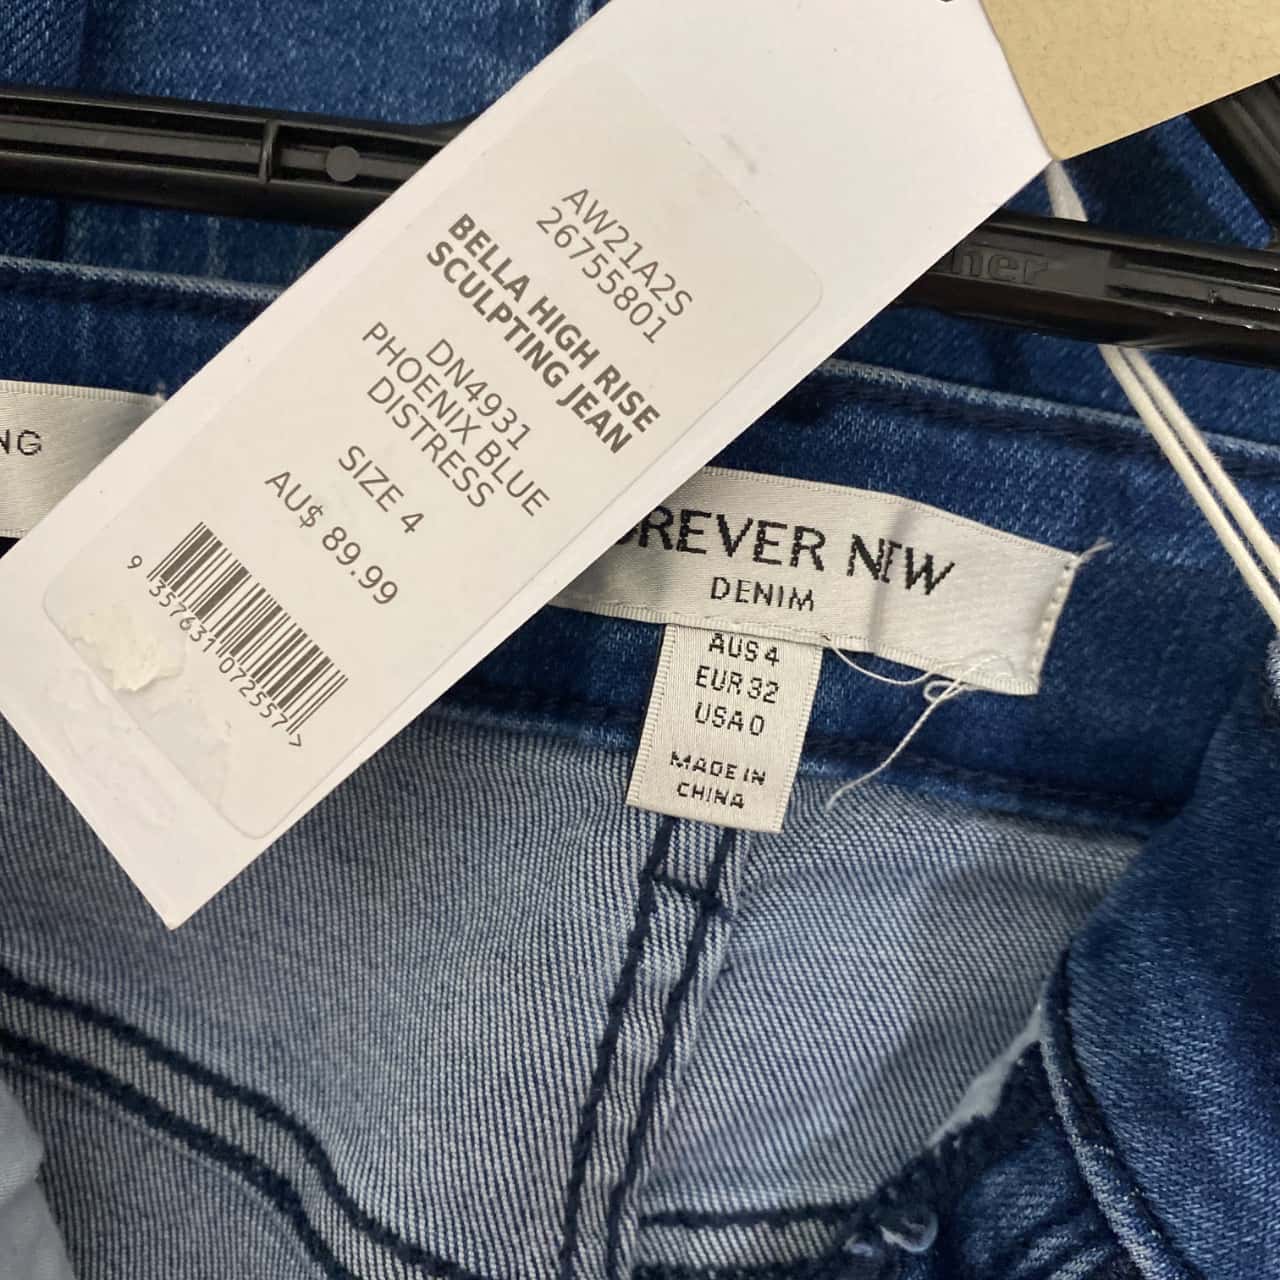 AW21A2S
26755801
BELLA HIGH RISE
SCULPTING JEAN
DN4931
PHOENIX BLUE
DISTRESS
SIZE 4
AU$ 89.99
9 357631 072557 >
NG
OREVER NEW
DENIM
AUS 4
EUR 32
USA 0
MADE IN
CHINA